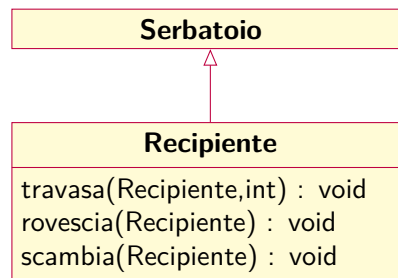 Serbatoio
Recipiente
travasa(Recipiente,int) : void
rovescia(Recipiente) : void
scambia(Recipiente) : void